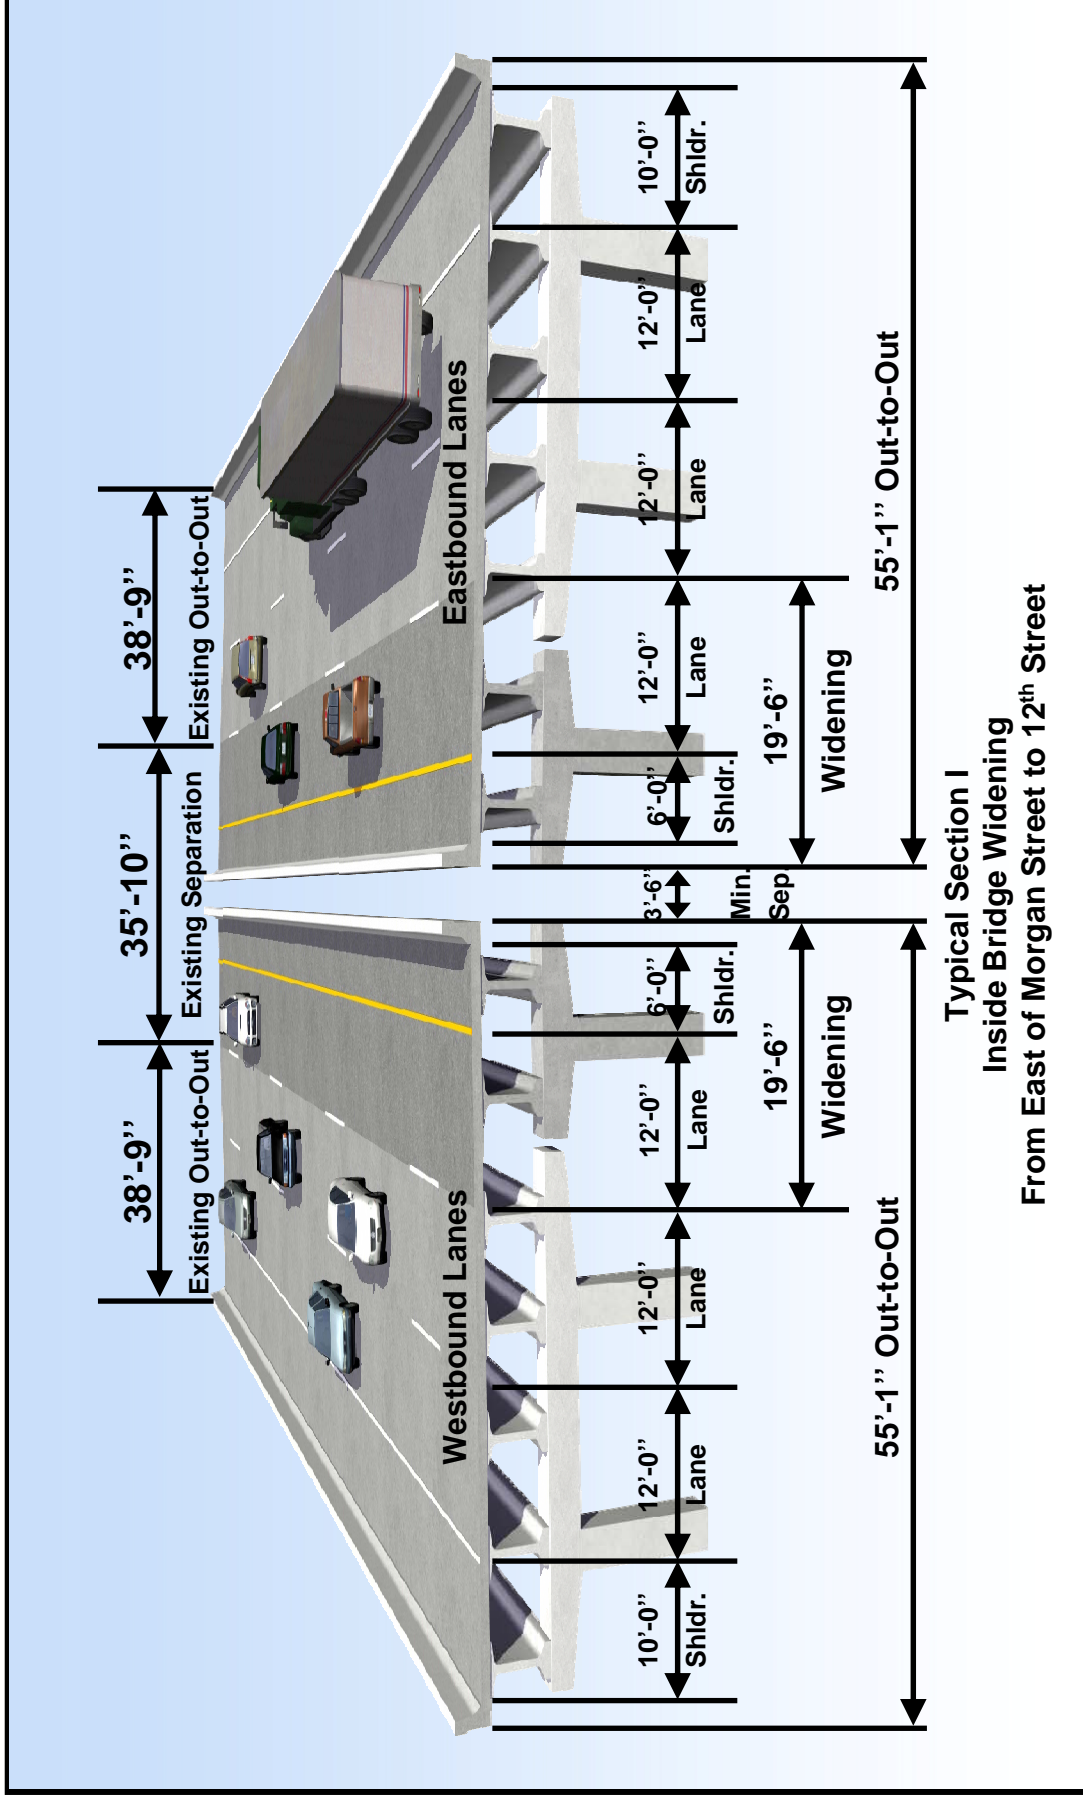 38’-9’’
35’-10’’
38’-9’’
Existing Out-to-Out
Existing Separation
Existing Out-to-Out
Westbound Lanes
Eastbound Lanes
10’-0’’
12’-0’’
12’-0’’
12’-0’’
6’-0’’
3’-6’’
6’-0’’
12’-0’’
12’-0’’
12’-0’’
10’-0’’
Shldr.
Lane
Lane
Lane
Shldr.
Min.
Sep.
Shldr.
Lane
Lane
Lane
Shldr.
19’-6’’
19’-6’’
Widening
Widening
55’-1’’ Out-to-Out
55’-1’’ Out-to-Out
Typical Section I
Inside Bridge Widening
From East of Morgan Street to 12th Street